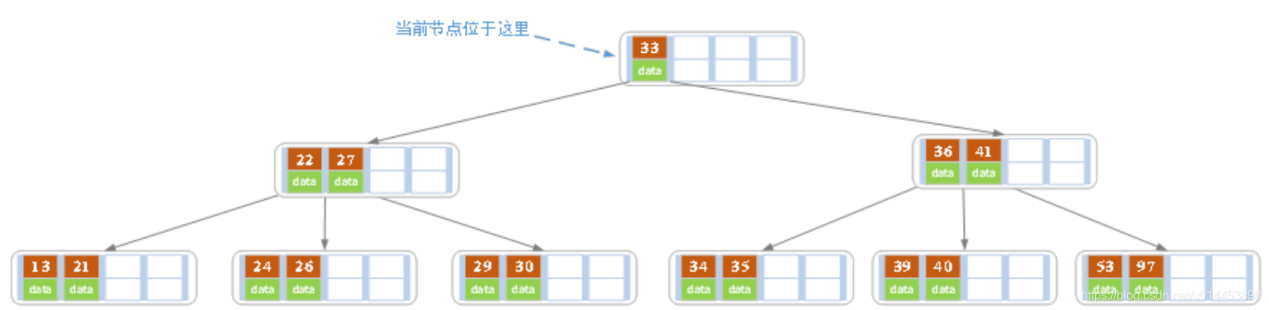 当前节点位于这里
33
data
22 27
data data
36 41
data data
13 21
data data
24 26
data data
29 30
data data
34 35
data data
39 40
data data
53 97
data data